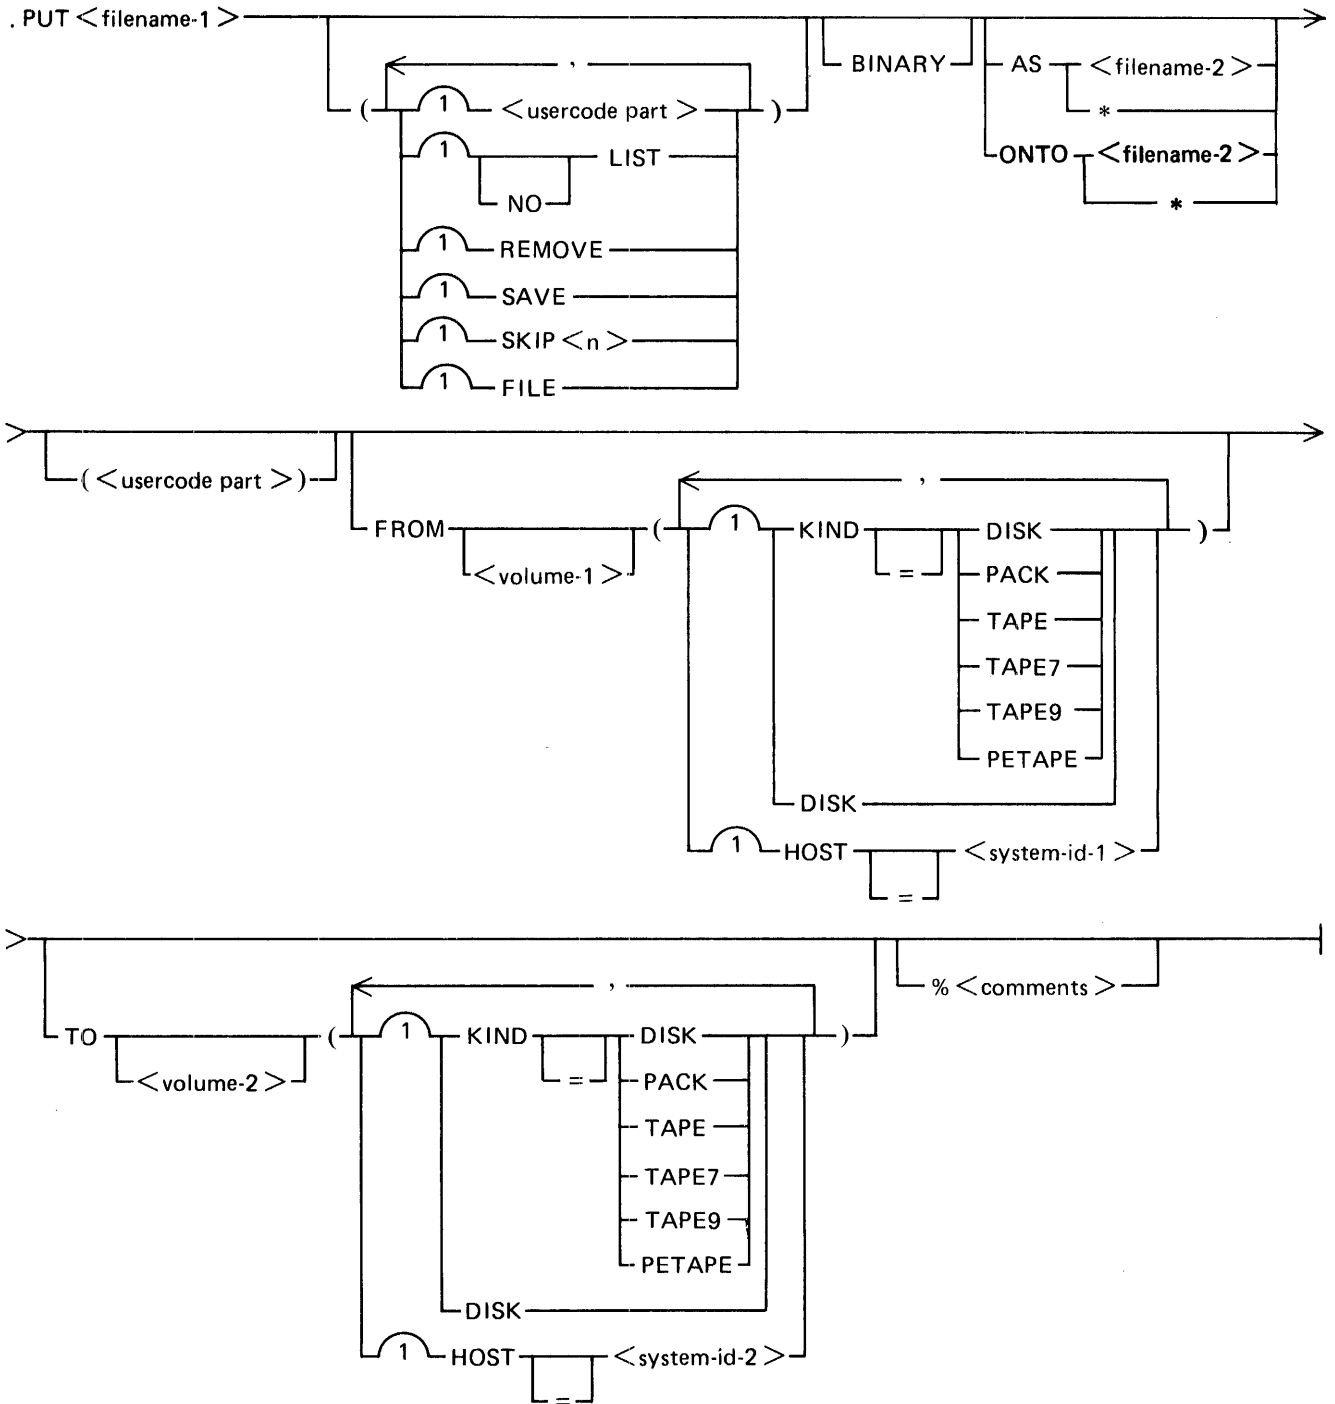 . PUT <filename-1>
,
( 1 <usercode part> )
1 LIST
NO
1 REMOVE
1 SAVE
1 SKIP <n>
1 FILE
BINARY
AS <filename-2>
*
ONTO <filename-2>
*
(<usercode part>)
,
FROM ( 1 KIND DISK )
<volume-1> = PACK
TAPE
TAPE7
TAPE9
PETAPE
DISK
1 HOST <system-id-1>
=
% <comments>
,
TO ( 1 KIND DISK )
<volume-2> = PACK
TAPE
TAPE7
TAPE9
PETAPE
DISK
1 HOST <system-id-2>
=